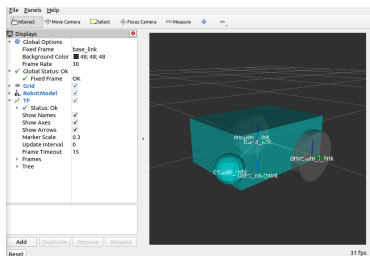 File Panels Help
Interact Move Camera Select Focus Camera Measure
Displays
Global Options
Fixed Frame base_link
Background Color 48; 48; 48
Frame Rate 30
Global Status: Ok
Fixed Frame OK
Grid
RobotModel
TF
Status: Ok
Show Names
Show Axes
Show Arrows
Marker Scale 0.3
Update Interval 0
Frame Timeout 15
Frames
Tree
Add Duplicate Remove Rename
Reset
31 fps